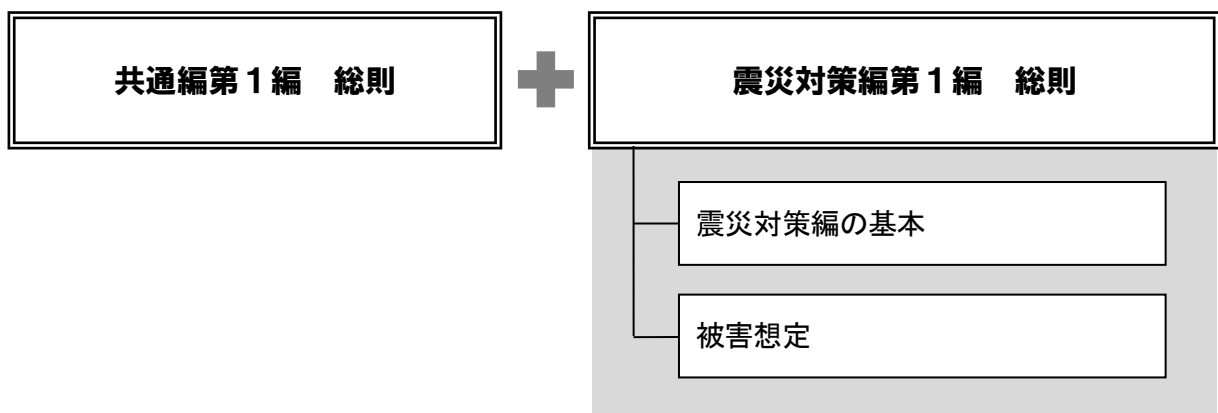 共通編第１編　総則
震災対策編第１編　総則
震災対策編の基本
被害想定